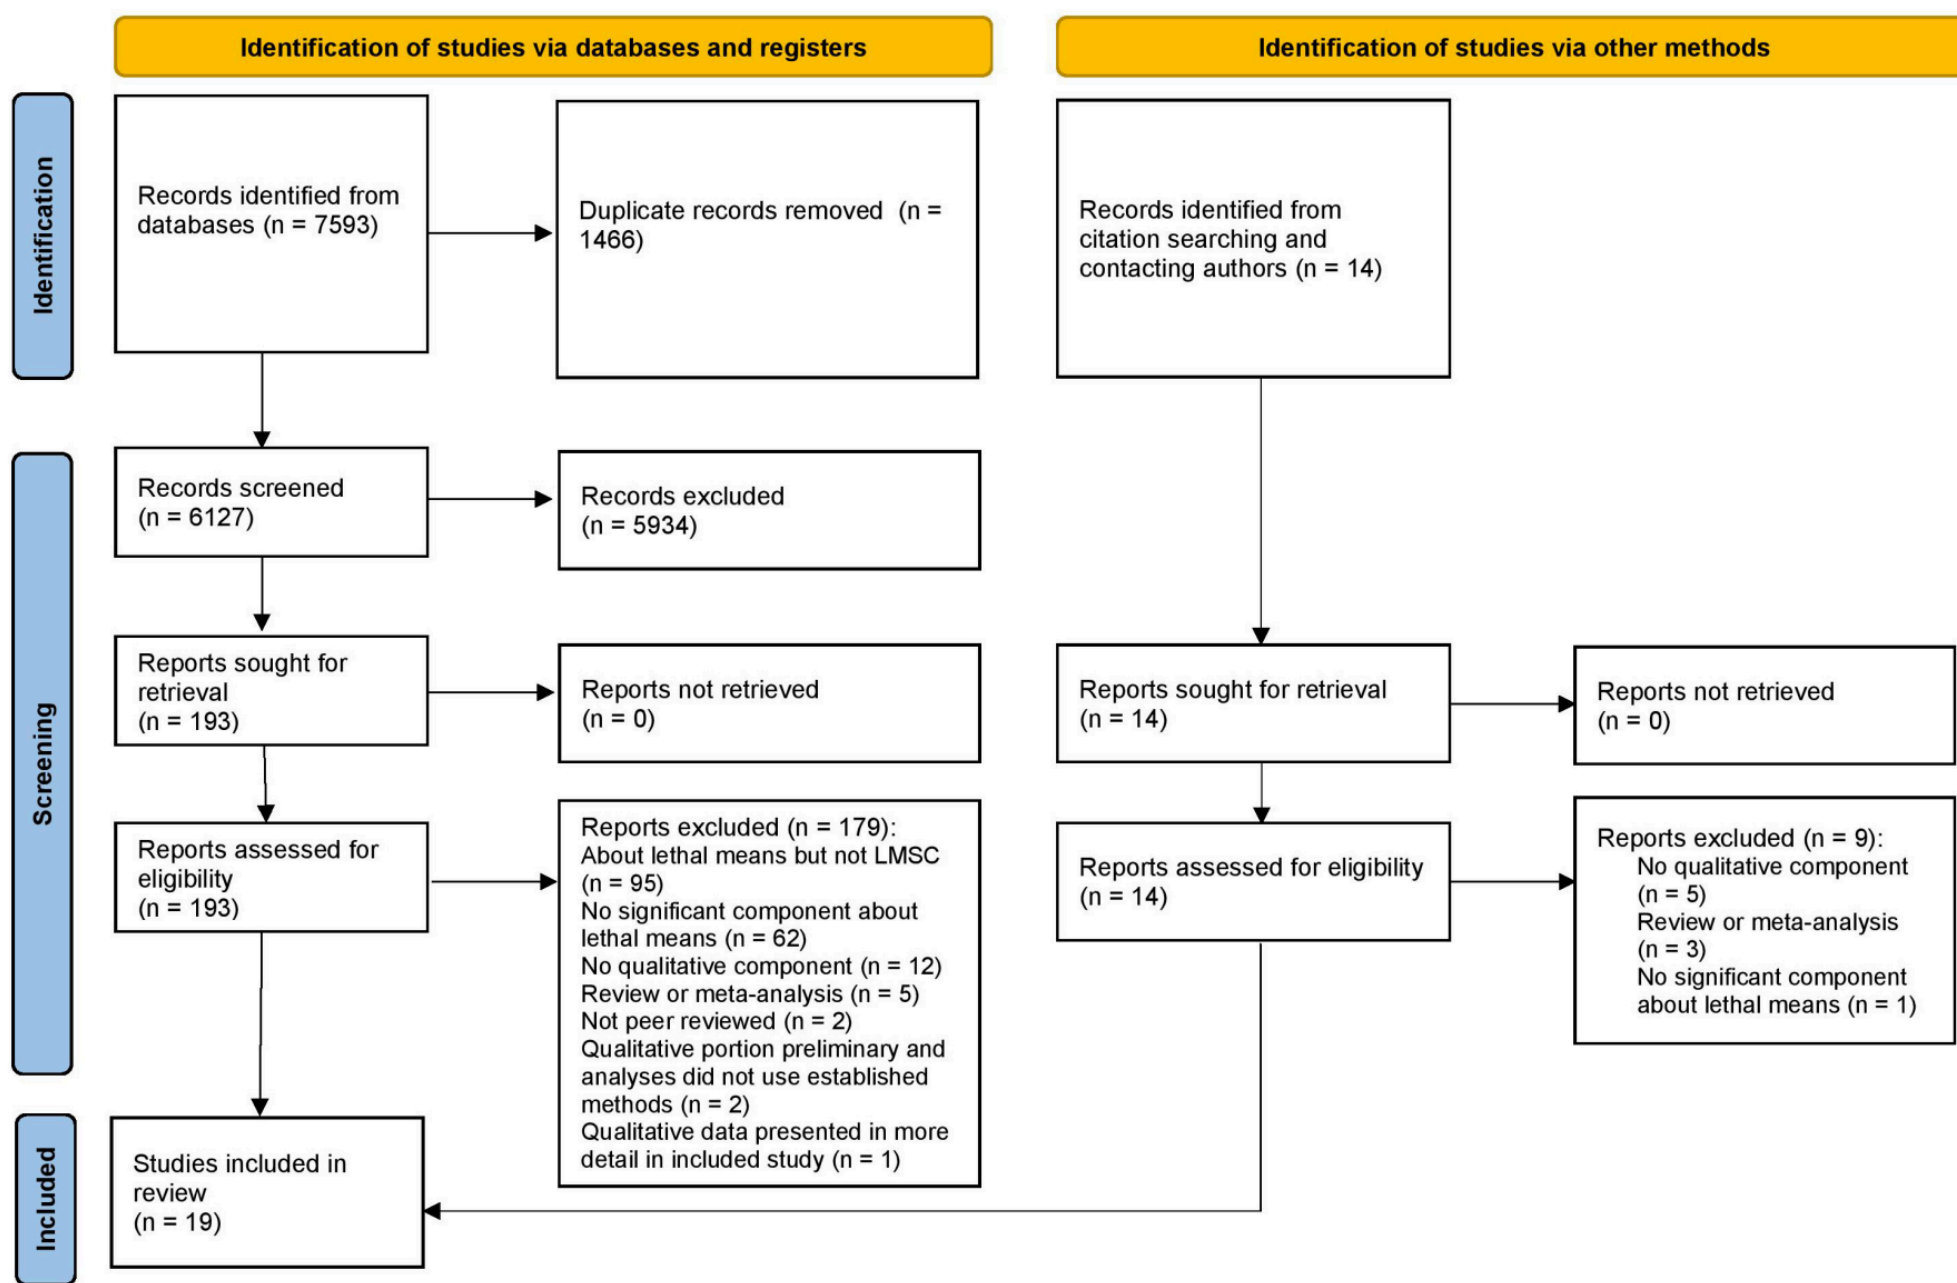 Identification of studies via databases and registers
Identification of studies via other methods
Identification
Records identified from
databases (n = 7593)
Duplicate records removed (n =
1466)
Records identified from
citation searching and
contacting authors (n = 14)
Screening
Records screened
(n = 6127)
Records excluded
(n = 5934)
Reports sought for
retrieval
(n = 193)
Reports not retrieved
(n = 0)
Reports sought for retrieval
(n = 14)
Reports not retrieved
(n = 0)
Reports assessed for
eligibility
(n = 193)
Reports excluded (n = 179):
About lethal means but not LMSC
(n = 95)
No significant component about
lethal means (n = 62)
No qualitative component (n = 12)
Review or meta-analysis (n = 5)
Not peer reviewed (n = 2)
Qualitative portion preliminary and
analyses did not use established
methods (n = 2)
Qualitative data presented in more
detail in included study (n = 1)
Reports assessed for eligibility
(n = 14)
Reports excluded (n = 9):
No qualitative component
(n = 5)
Review or meta-analysis
(n = 3)
No significant component
about lethal means (n = 1)
Included
Studies included in
review
(n = 19)